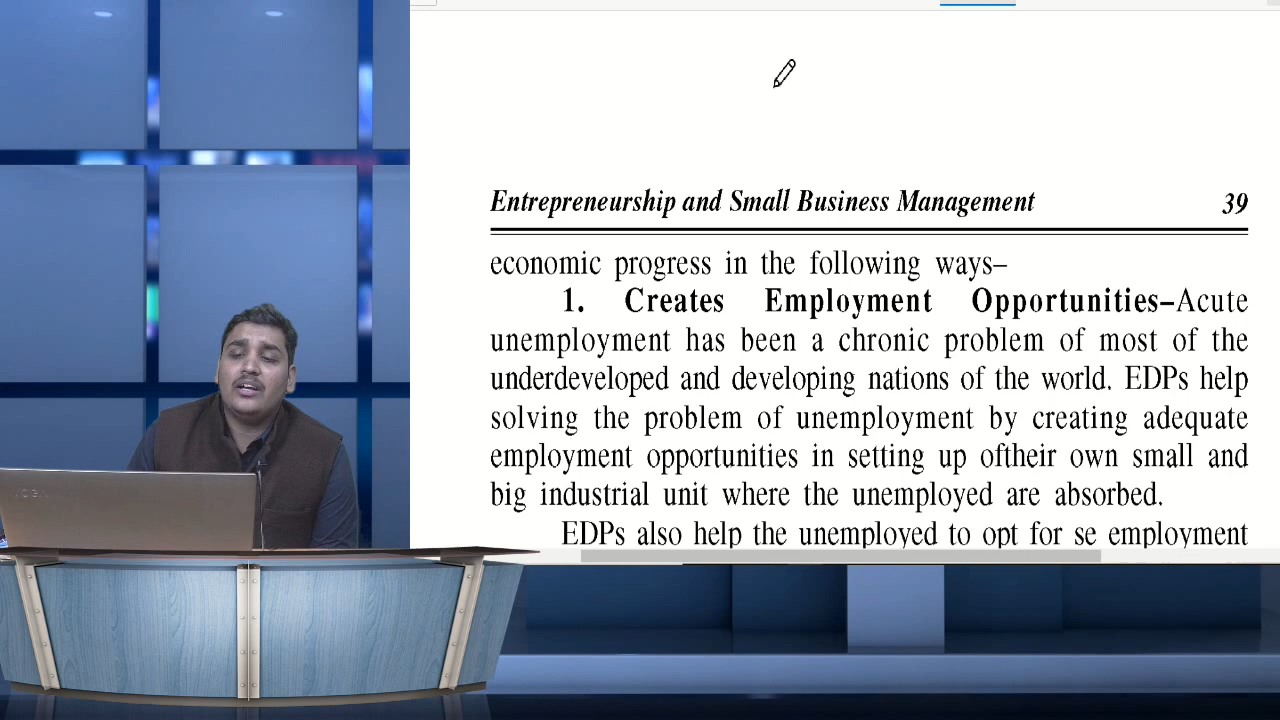 Entrepreneurship and Small Business Management 39
economic progress in the following ways–
1. Creates Employment Opportunities–Acute
unemployment has been a chronic problem of most of the
underdeveloped and developing nations of the world. EDPs help
solving the problem of unemployment by creating adequate
employment opportunities in setting up oftheir own small and
big industrial unit where the unemployed are absorbed.
EDPs also help the unemployed to opt for se employment